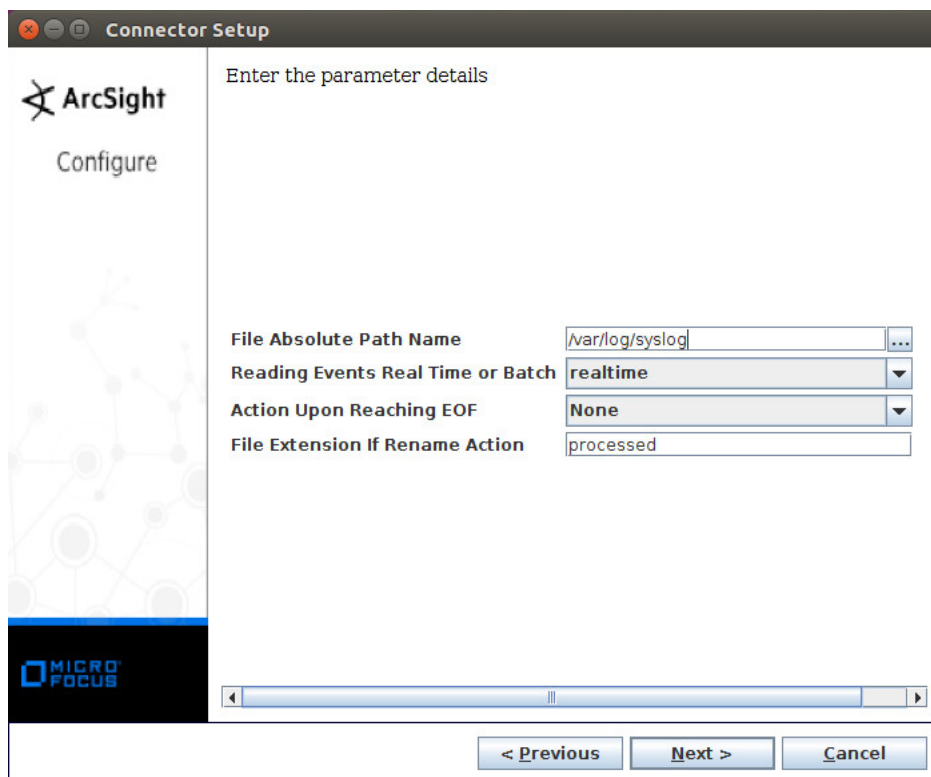 Connector Setup
ArcSight
Configure
Enter the parameter details
File Absolute Path Name /var/log/syslog ...
Reading Events Real Time or Batch realtime
Action Upon Reaching EOF None
File Extension If Rename Action processed
MICRO
FOCUS
< Previous Next > Cancel